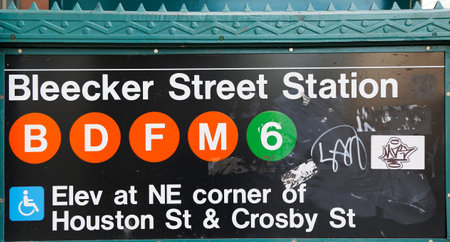 Bleecker Street Station
B D F M 6
Elev at NE corner of
Houston St & Crosby St